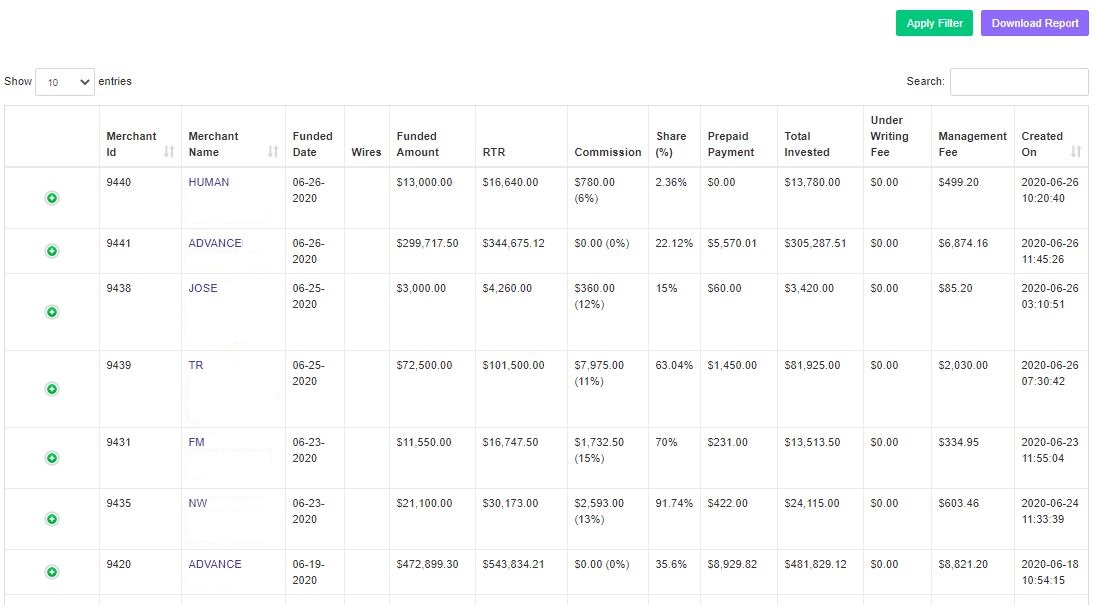 Apply Filter Download Report
Show 10 entries Search:
Merchant Id Merchant Name Funded Date Wires Funded Amount RTR Commission Share (%) Prepaid Payment Total Invested Under Writing Fee Management Fee Created On
9440 HUMAN 06-26- $13,000.00 $16,640.00 $780.00 2.36% $0.00 $13,780.00 $0.00 $499.20 2020-06-26
2020 (6%) 10:20:40
9441 ADVANCE 06-26- $299,717.50 $344,675.12 $0.00 (0%) 22.12% $5,570.01 $305,287.51 $0.00 $6,874.16 2020-06-26
2020 11:45:26
9438 JOSE 06-25- $3,000.00 $4,260.00 $360.00 15% $60.00 $3,420.00 $0.00 $85.20 2020-06-26
2020 (12%) 03:10:51
9439 TR 06-25- $72,500.00 $101,500.00 $7,975.00 63.04% $1,450.00 $81,925.00 $0.00 $2,030.00 2020-06-26
2020 (11%) 07:30:42
9431 FM 06-23- $11,550.00 $16,747.50 $1,732.50 70% $231.00 $13,513.50 $0.00 $334.95 2020-06-23
2020 (15%) 11:55:04
9435 NW 06-23- $21,100.00 $30,173.00 $2,593.00 91.74% $422.00 $24,115.00 $0.00 $603.46 2020-06-24
2020 (13%) 11:33:39
9420 ADVANCE 06-19- $472,899.30 $543,834.21 $0.00 (0%) 35.6% $8,929.82 $481,829.12 $0.00 $8,821.20 2020-06-18
2020 10:54:15